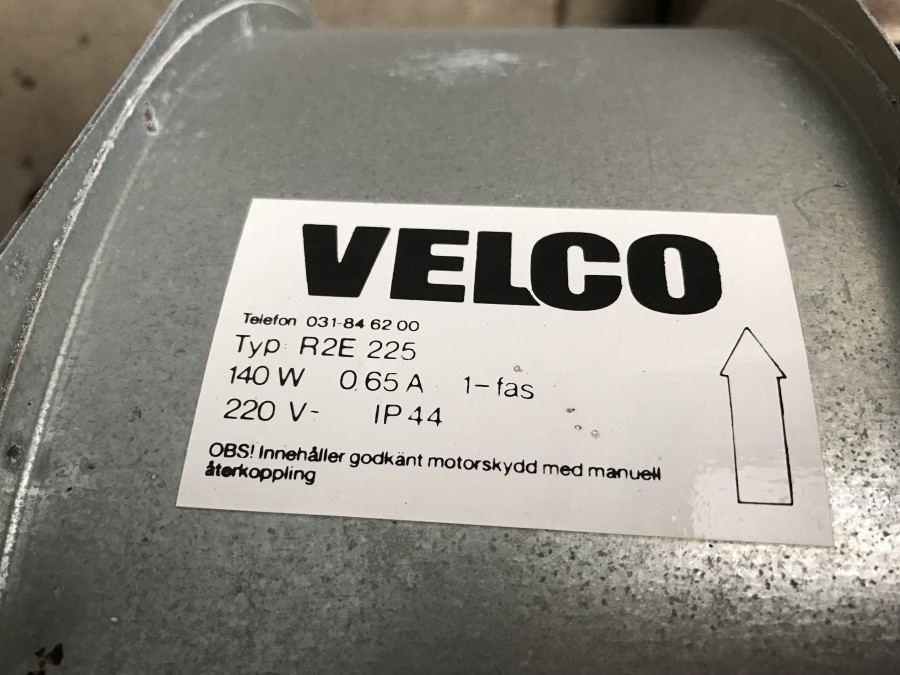 VELCO
Telefon 031-84 62 00
Typ R2E 225
140 W 0.65 A 1-fas
220 V~ IP 44
OBS! Innehåller godkänt motorskydd med manuell
återkoppling